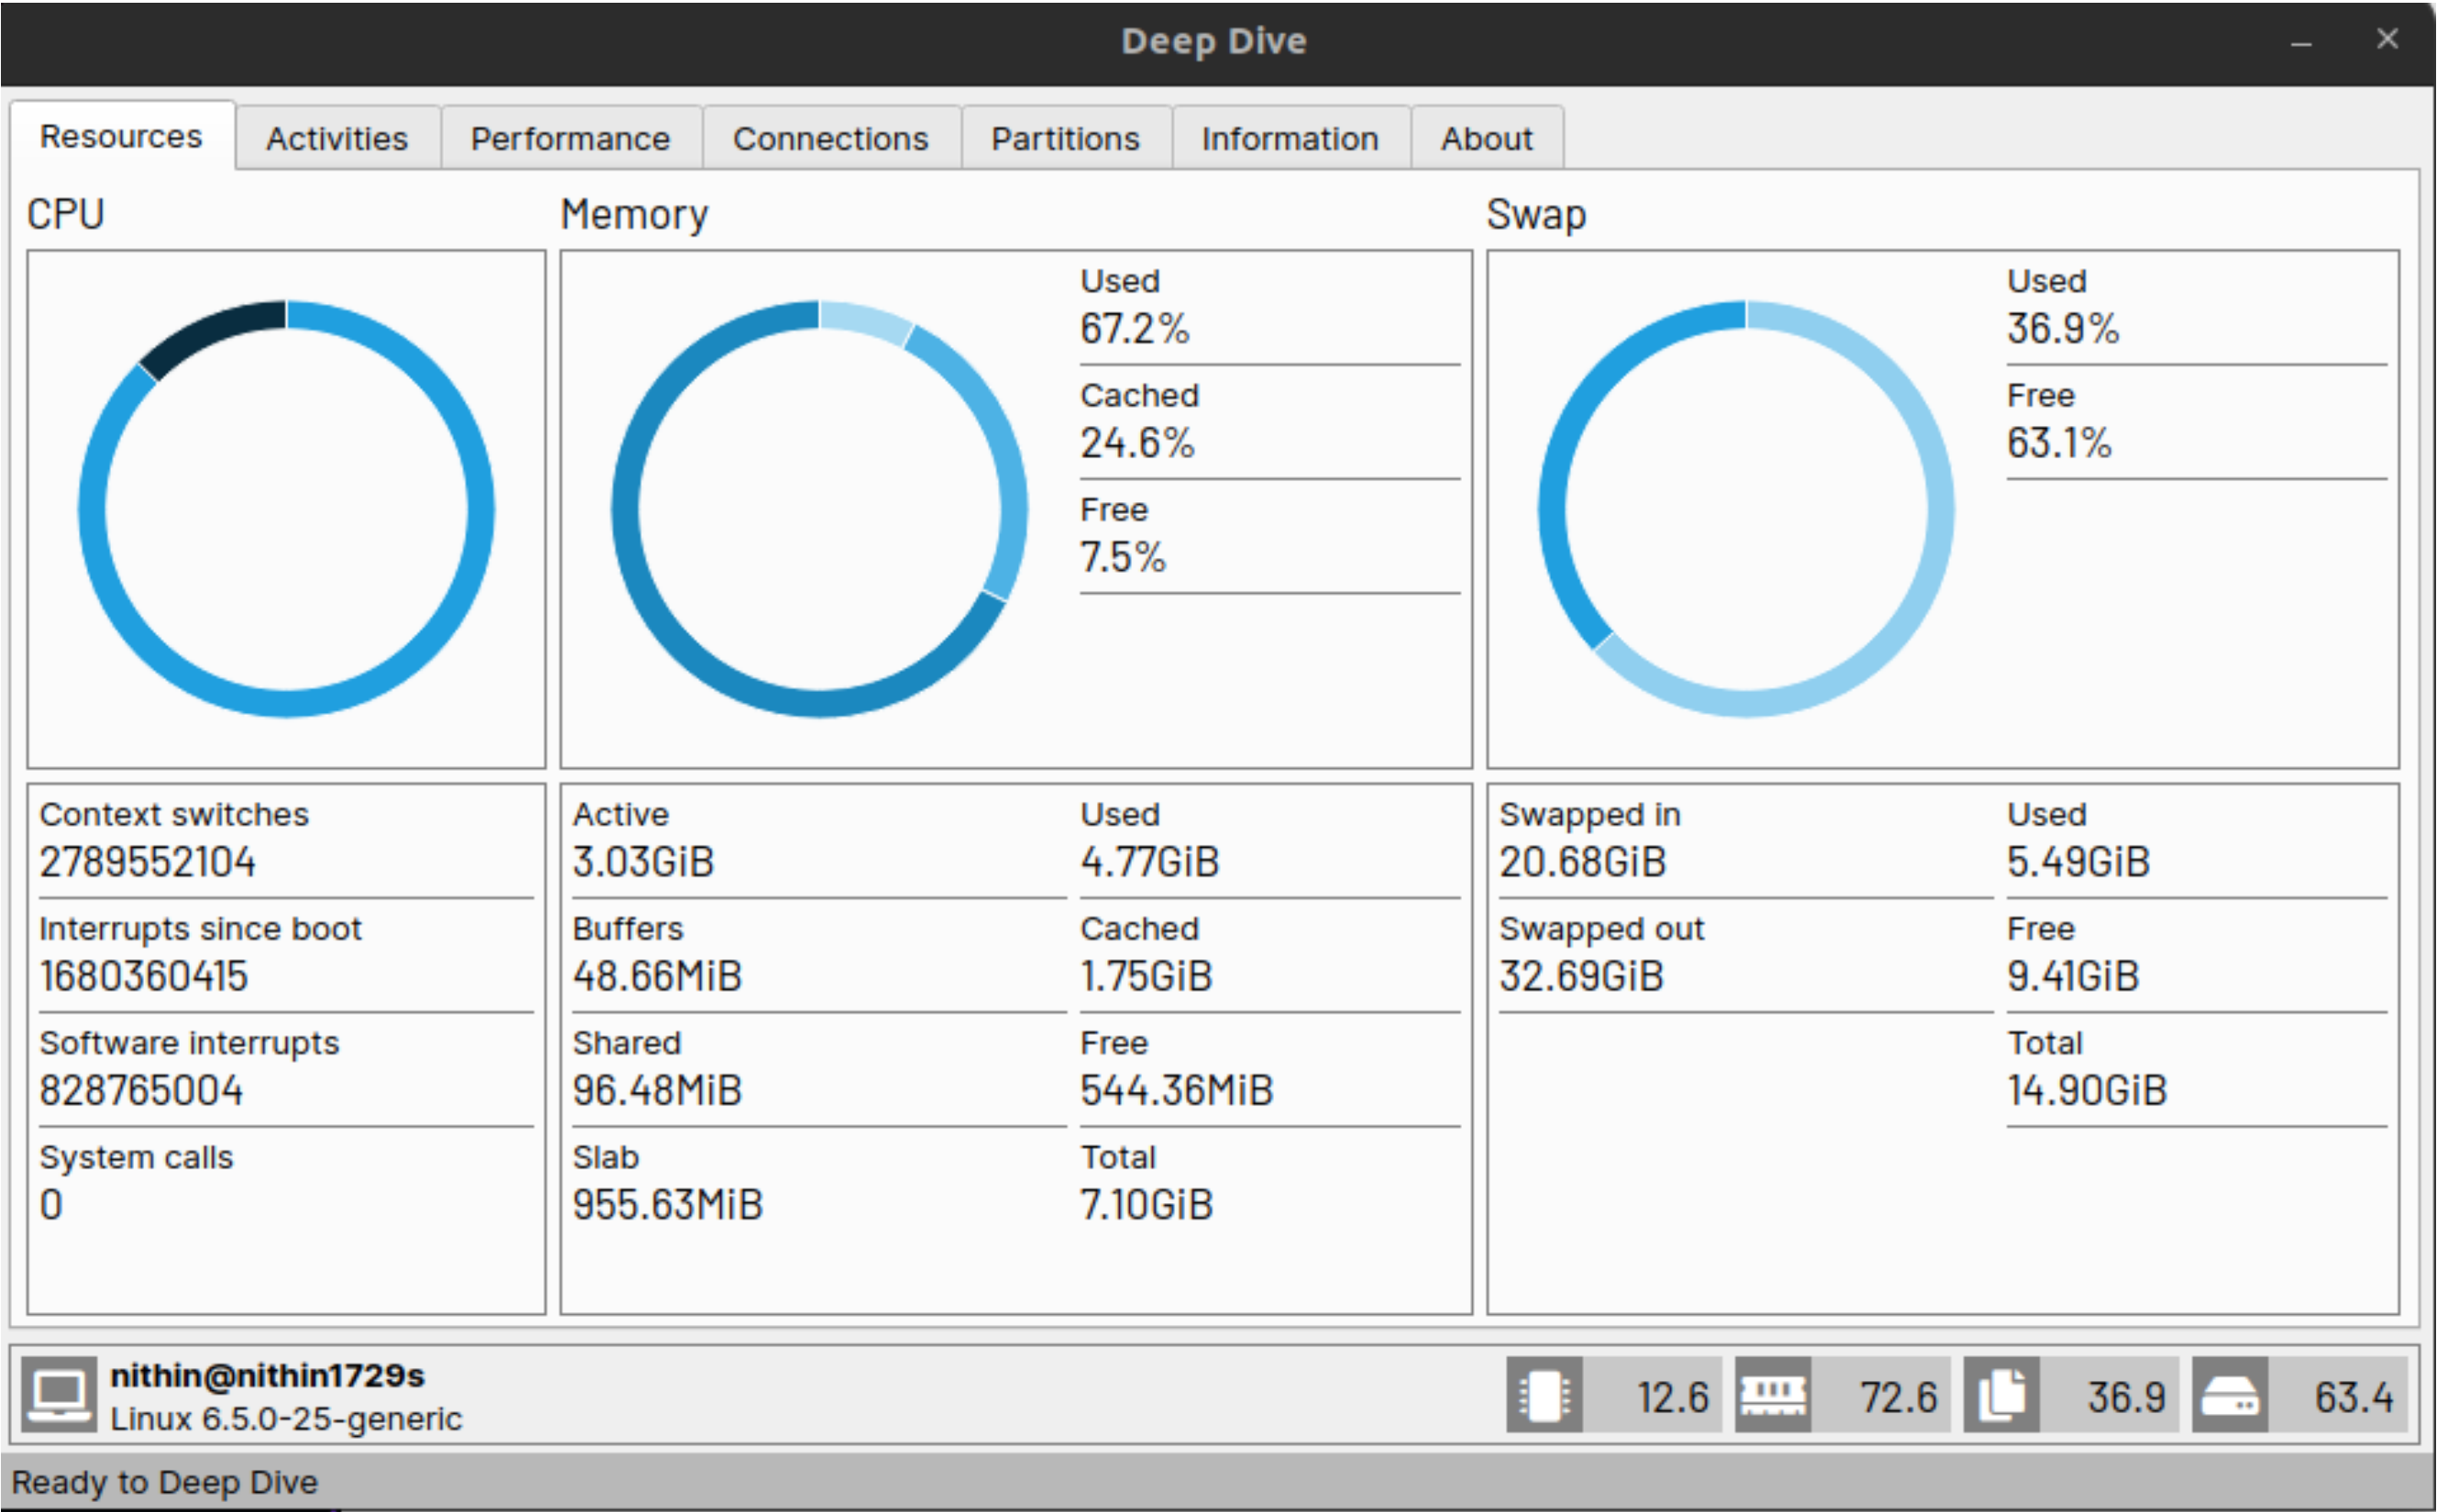 Deep Dive
Resources Activities Performance Connections Partitions Information About
CPU
Memory
Used
67.2%
Cached
24.6%
Free
7.5%
Swap
Used
36.9%
Free
63.1%
Context switches
2789552104
Interrupts since boot
1680360415
Software interrupts
828765004
System calls
0
Active
3.03GiB
Buffers
48.66MiB
Shared
96.48MiB
Slab
955.63MiB
Used
4.77GiB
Cached
1.75GiB
Free
544.36MiB
Total
7.10GiB
Swapped in
20.68GiB
Swapped out
32.69GiB
Used
5.49GiB
Free
9.41GiB
Total
14.90GiB
nithin@nithin1729s
Linux 6.5.0-25-generic
12.6 72.6 36.9 63.4
Ready to Deep Dive